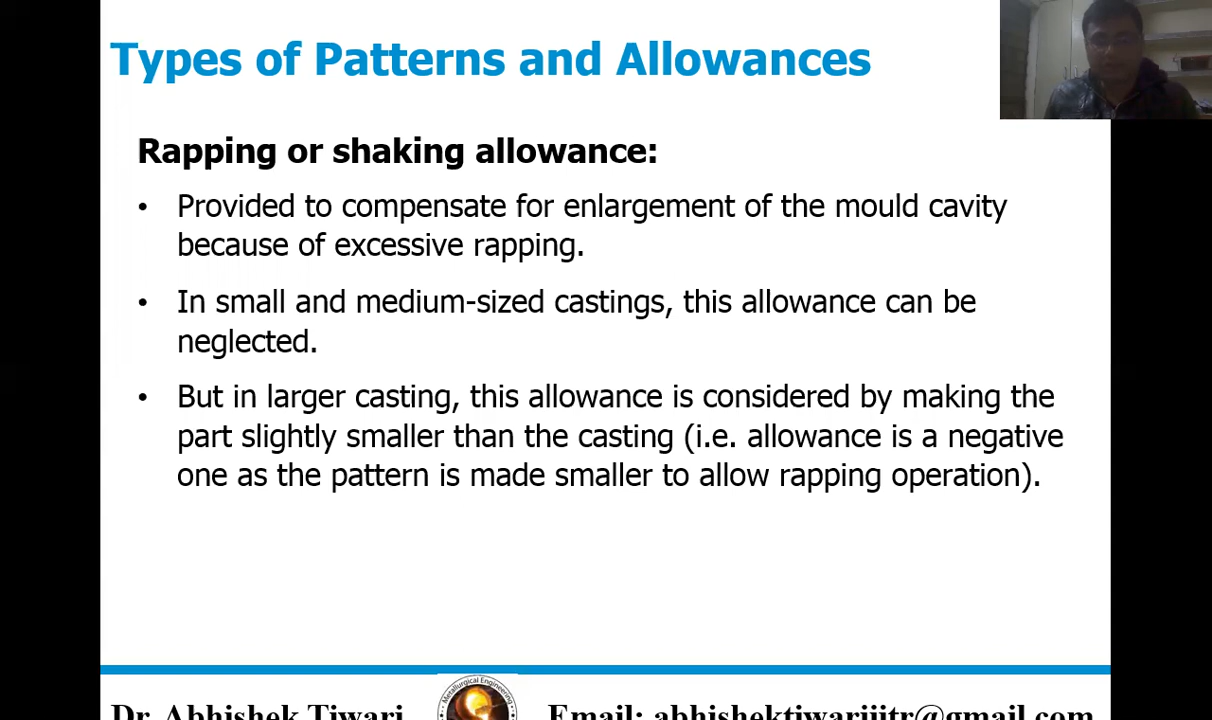 Types of Patterns and Allowances
Rapping or shaking allowance:
• Provided to compensate for enlargement of the mould cavity
because of excessive rapping.
• In small and medium-sized castings, this allowance can be
neglected.
• But in larger casting, this allowance is considered by making the
part slightly smaller than the casting (i.e. allowance is a negative
one as the pattern is made smaller to allow rapping operation).
Dr. Abhishek Tiwari
Metallurgical Engineering
Email: abhishektiwariiitr@gmail.com